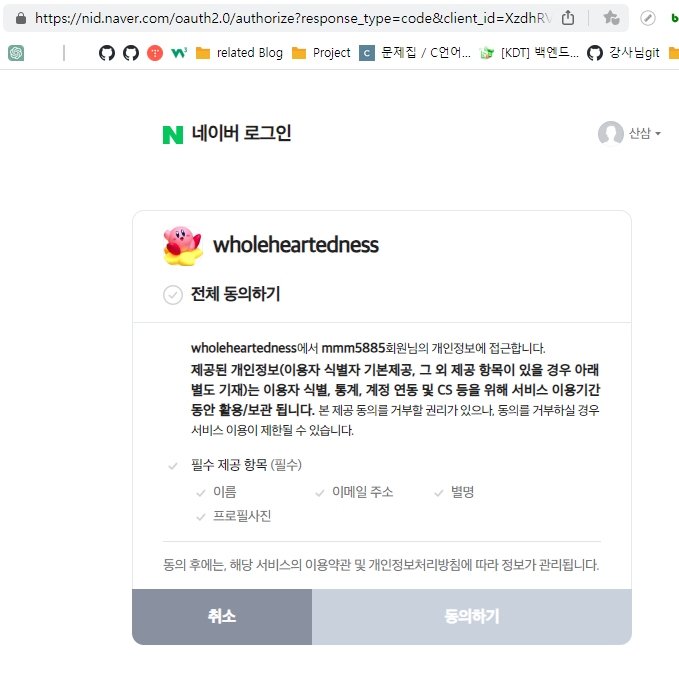 https://nid.naver.com/oauth2.0/authorize?response_type=code&client_id=XzdhRV
related Blog Project C 문제집 / C언어... [KDT] 백엔드... 강사님git
N 네이버 로그인
산삼
wholeheartedness
전체 동의하기
wholeheartedness에서 mmm5885회원님의 개인정보에 접근합니다.
제공된 개인정보(이용자 식별자 기본제공, 그 외 제공 항목이 있을 경우 아래
별도 기재)는 이용자 식별, 통계, 계정 연동 및 CS 등을 위해 서비스 이용기간
동안 활용/보관 됩니다. 본 제공 동의를 거부할 권리가 있으나, 동의를 거부하실 경우
서비스 이용이 제한될 수 있습니다.
필수 제공 항목 (필수)
이름 이메일 주소 별명
프로필사진
동의 후에는, 해당 서비스의 이용약관 및 개인정보처리방침에 따라 정보가 관리됩니다.
취소 동의하기